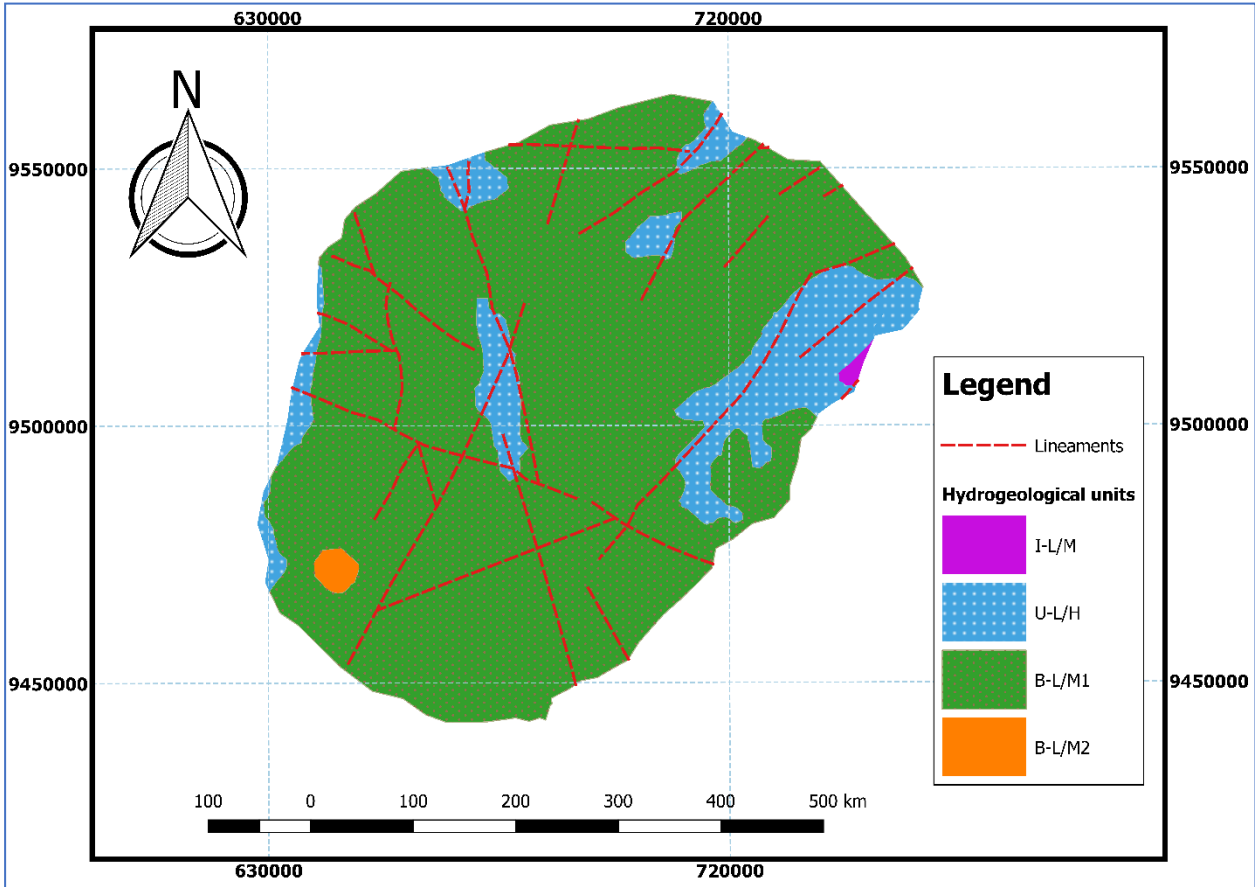 630000 720000
N
9550000 9550000
9500000 9500000
Legend
Lineaments
Hydrogeological units
I-L/M
U-L/H
B-L/M1
B-L/M2
9450000 9450000
100 0 100 200 300 400 500 km
630000 720000